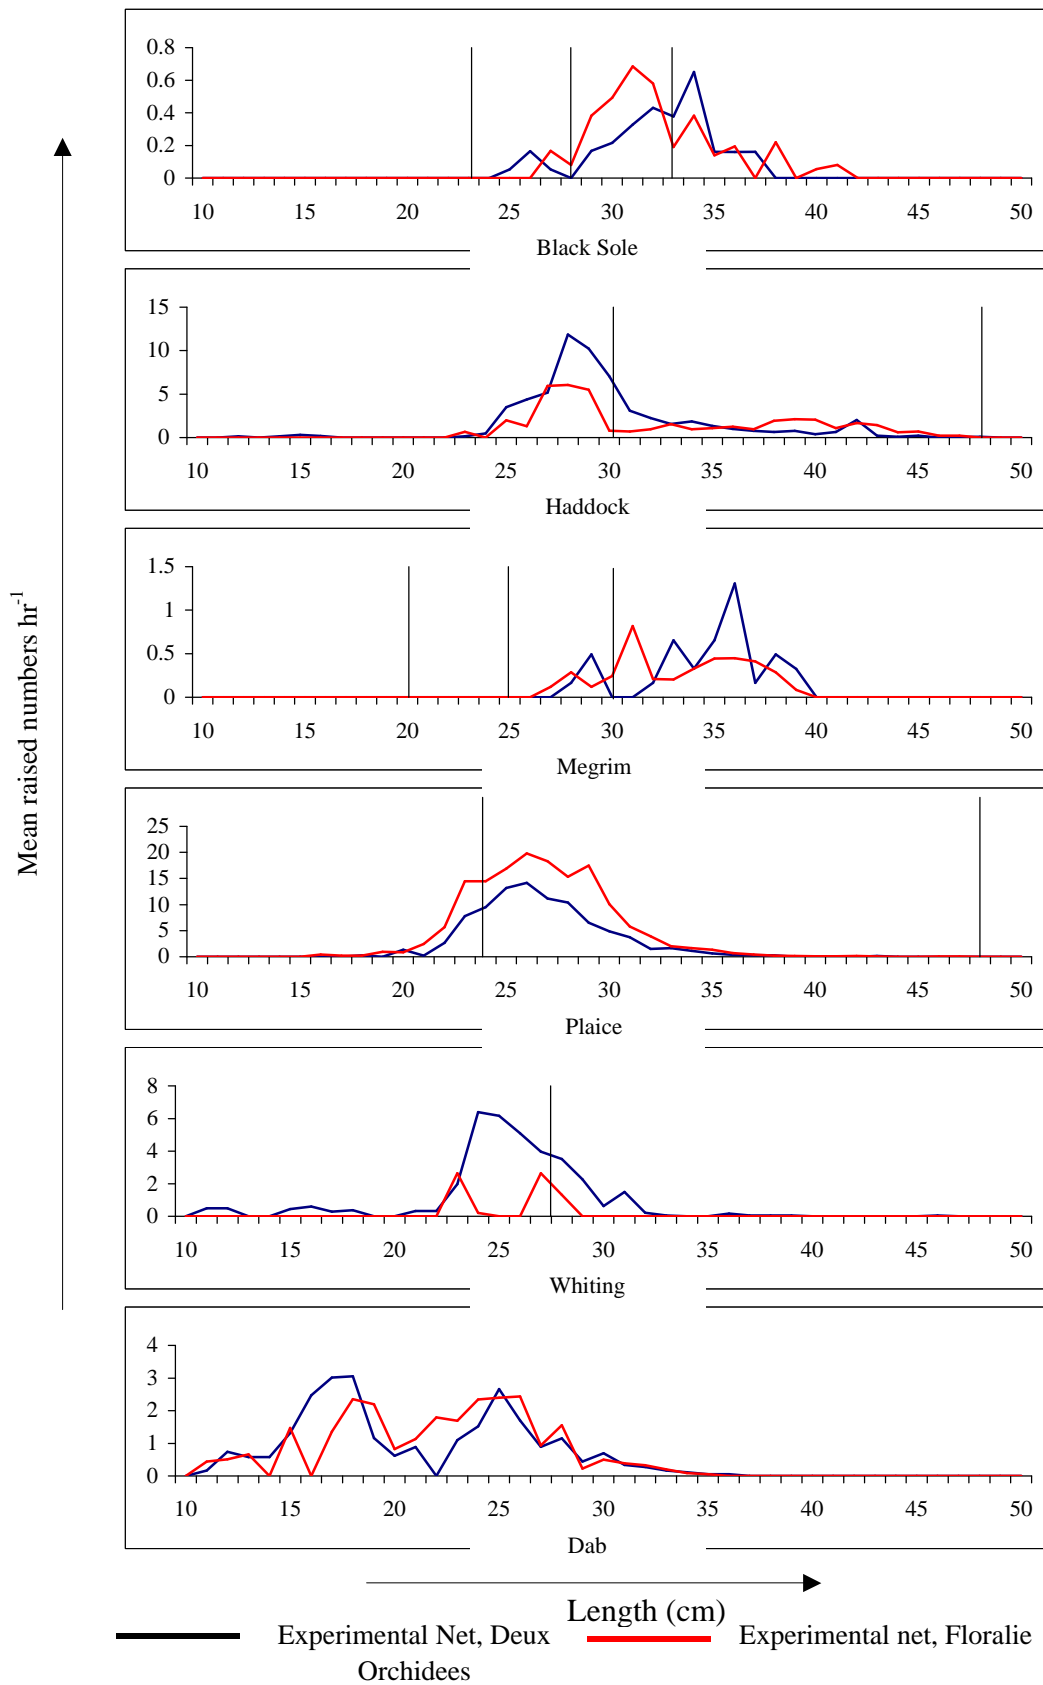 0.8
0.6
0.4
0.2
0
10 15 20 25 30 35 40 45 50
Black Sole
15
10
5
0
10 15 20 25 30 35 40 45 50
Haddock
1.5
1
0.5
0
10 15 20 25 30 35 40 45 50
Megrim
25
20
15
10
5
0
10 15 20 25 30 35 40 45 50
Plaice
8
6
4
2
0
10 15 20 25 30 35 40 45 50
Whiting
4
3
2
1
0
10 15 20 25 30 35 40 45 50
Dab
Mean raised numbers hr-1
Length (cm)
Experimental Net, Deux
Orchidees
Experimental net, Floralie